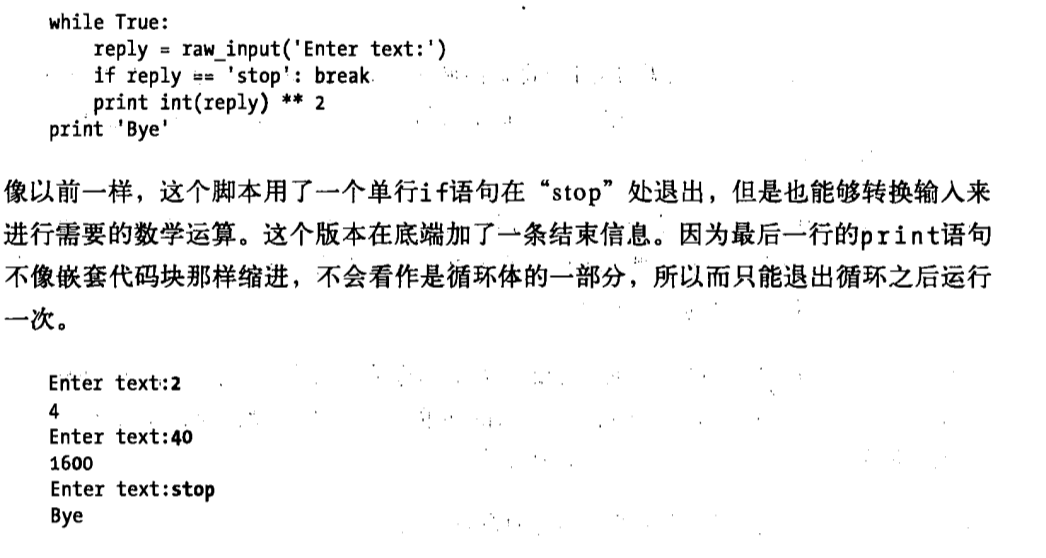 while True:
    reply = raw_input('Enter text:')
    if reply == 'stop': break
    print int(reply) ** 2
print 'Bye'
像以前一样，这个脚本用了一个单行if语句在“stop”处退出，但是也能够转换输入来
进行需要的数学运算。这个版本在底端加了一条结束信息。因为最后一行的print语句
不像嵌套代码块那样缩进，不会看作是循环体的一部分，所以而只能退出循环之后运行
一次。
Enter text:2
4
Enter text:40
1600
Enter text:stop
Bye